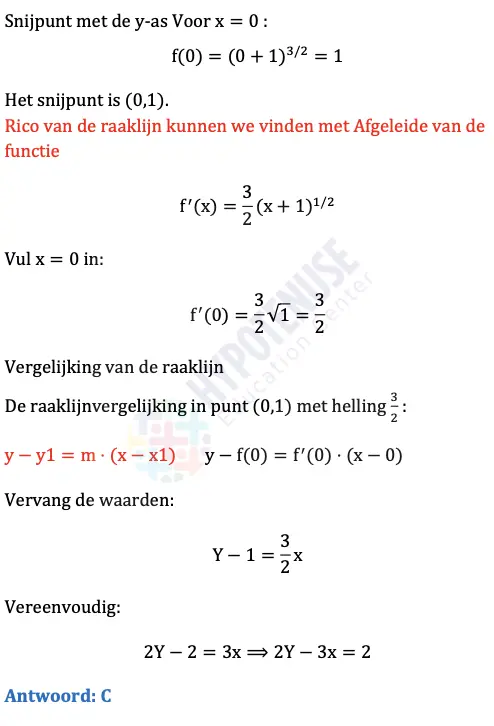 Snijpunt met de y-as Voor x = 0 :
f(0) = (0 + 1)^{3/2} = 1
Het snijpunt is (0,1).
Rico van de raaklijn kunnen we vinden met Afgeleide van de
functie
f′(x) = \frac{3}{2}(x + 1)^{1/2}
Vul x = 0 in:
f′(0) = \frac{3}{2}√1 = \frac{3}{2}
Vergelijking van de raaklijn
De raaklijnvergelijking in punt (0,1) met helling \frac{3}{2} :
y − y1 = m · (x − x1) y − f(0) = f′(0) · (x − 0)
Vervang de waarden:
Y − 1 = \frac{3}{2}x
Vereenvoudig:
2Y − 2 = 3x ⟹ 2Y − 3x = 2
Antwoord: C
HYPOTENUSE
Education Center